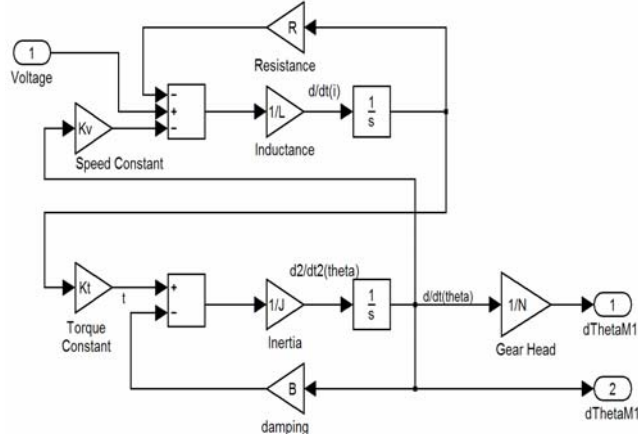 R
1
Voltage
Resistance
−
+
−
d/dt(i)
Kv
1/L
1
s
Speed Constant
Inductance
d2/dt2(theta)
Kt
t
+
−
1/J
1
s
d/dt(theta)
1/N
1
Torque
Constant
Inertia
Gear Head
dThetaM1
B
2
dThetaM1
damping